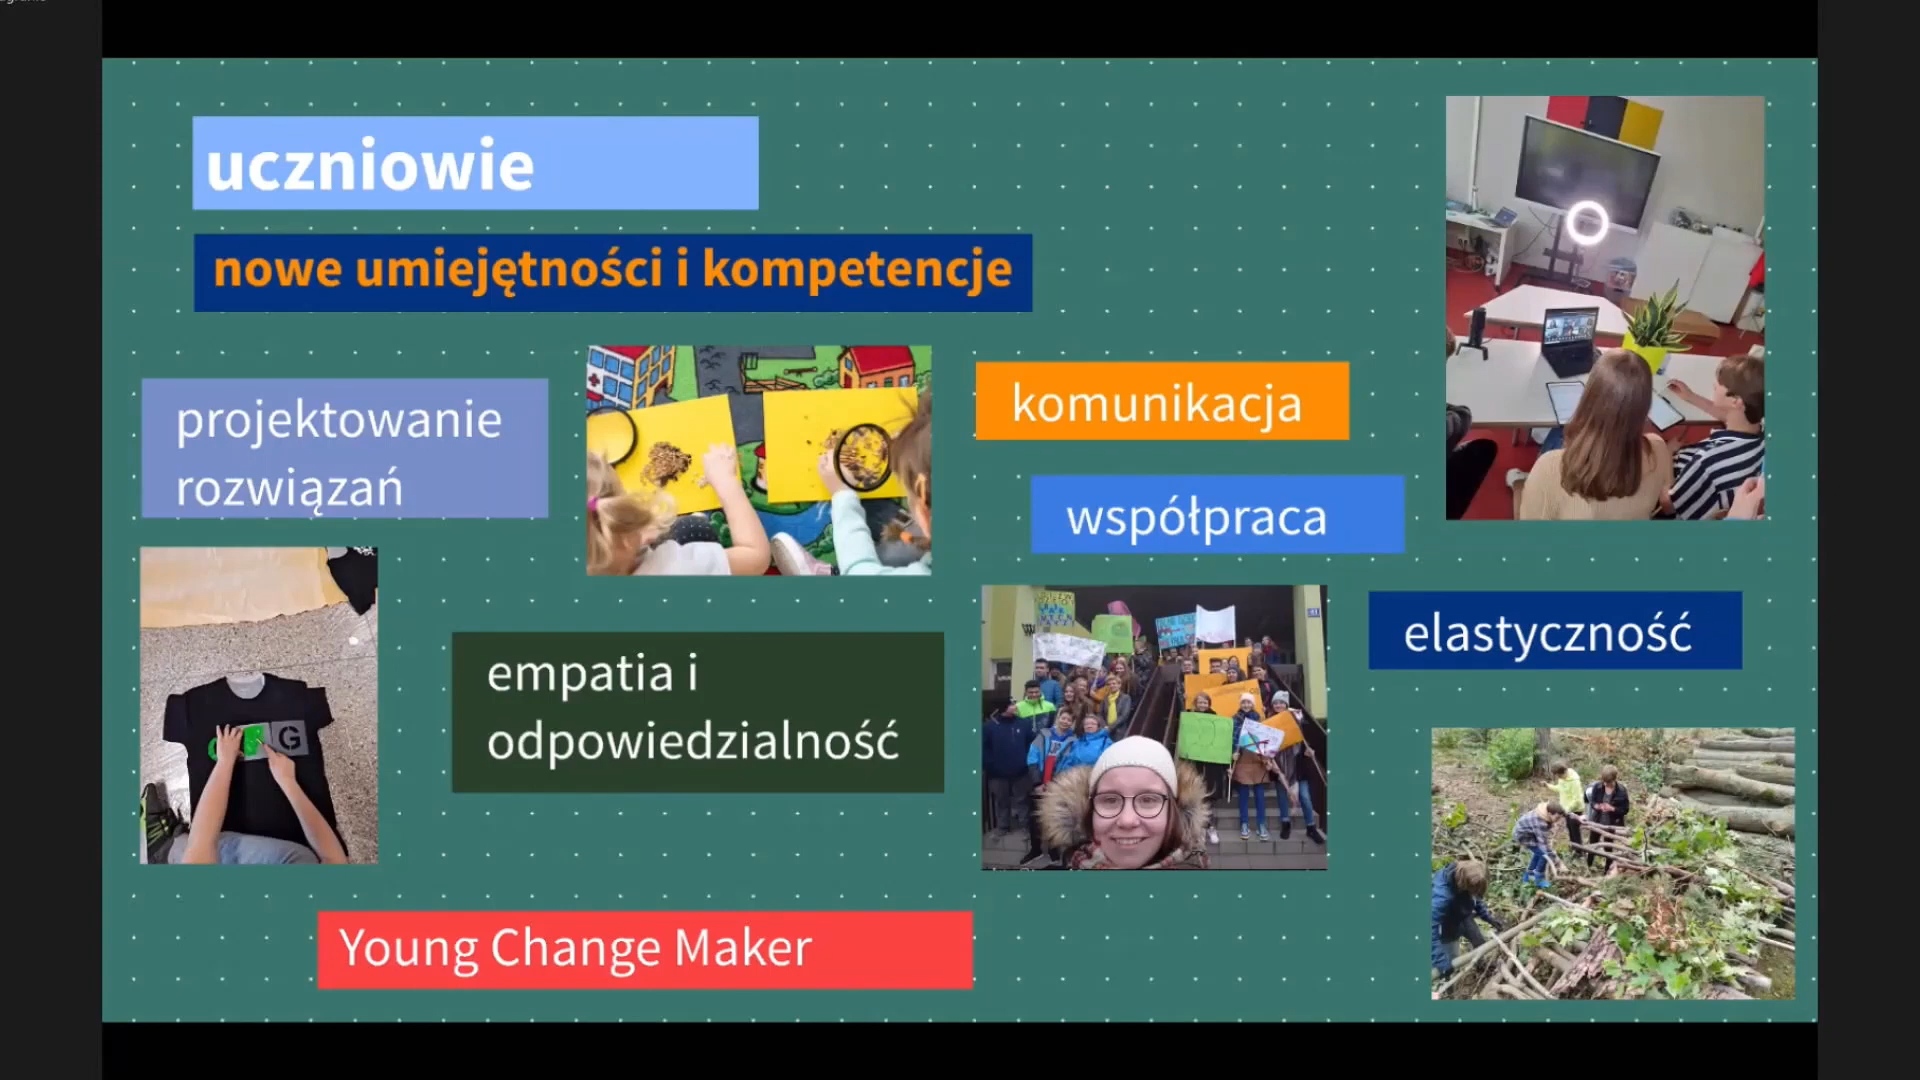 uczniowie
nowe umiejętności i kompetencje
projektowanie
rozwiązań
komunikacja
współpraca
elastyczność
empatia i
odpowiedzialność
G
Young Change Maker